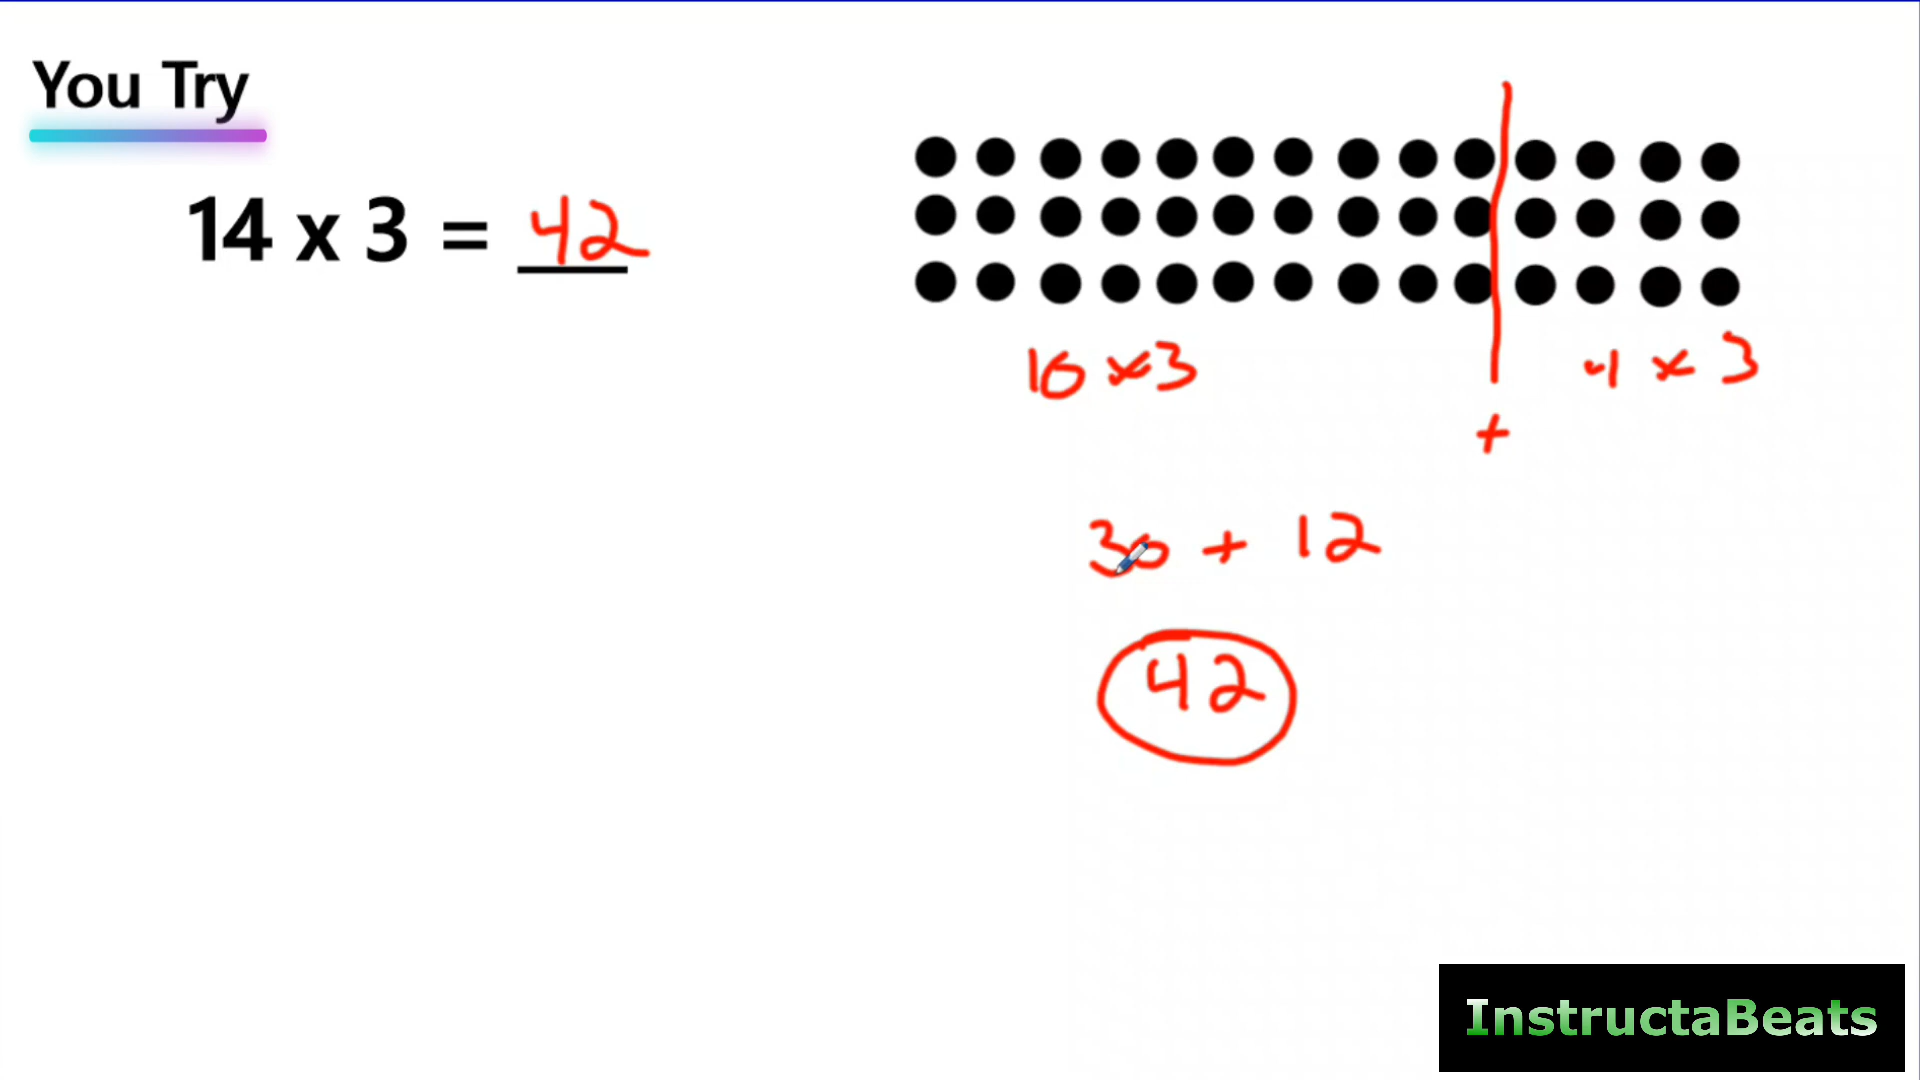 You Try
14 x 3 = 42
10 x 3
4 x 3
+
30 + 12
42
InstructaBeats